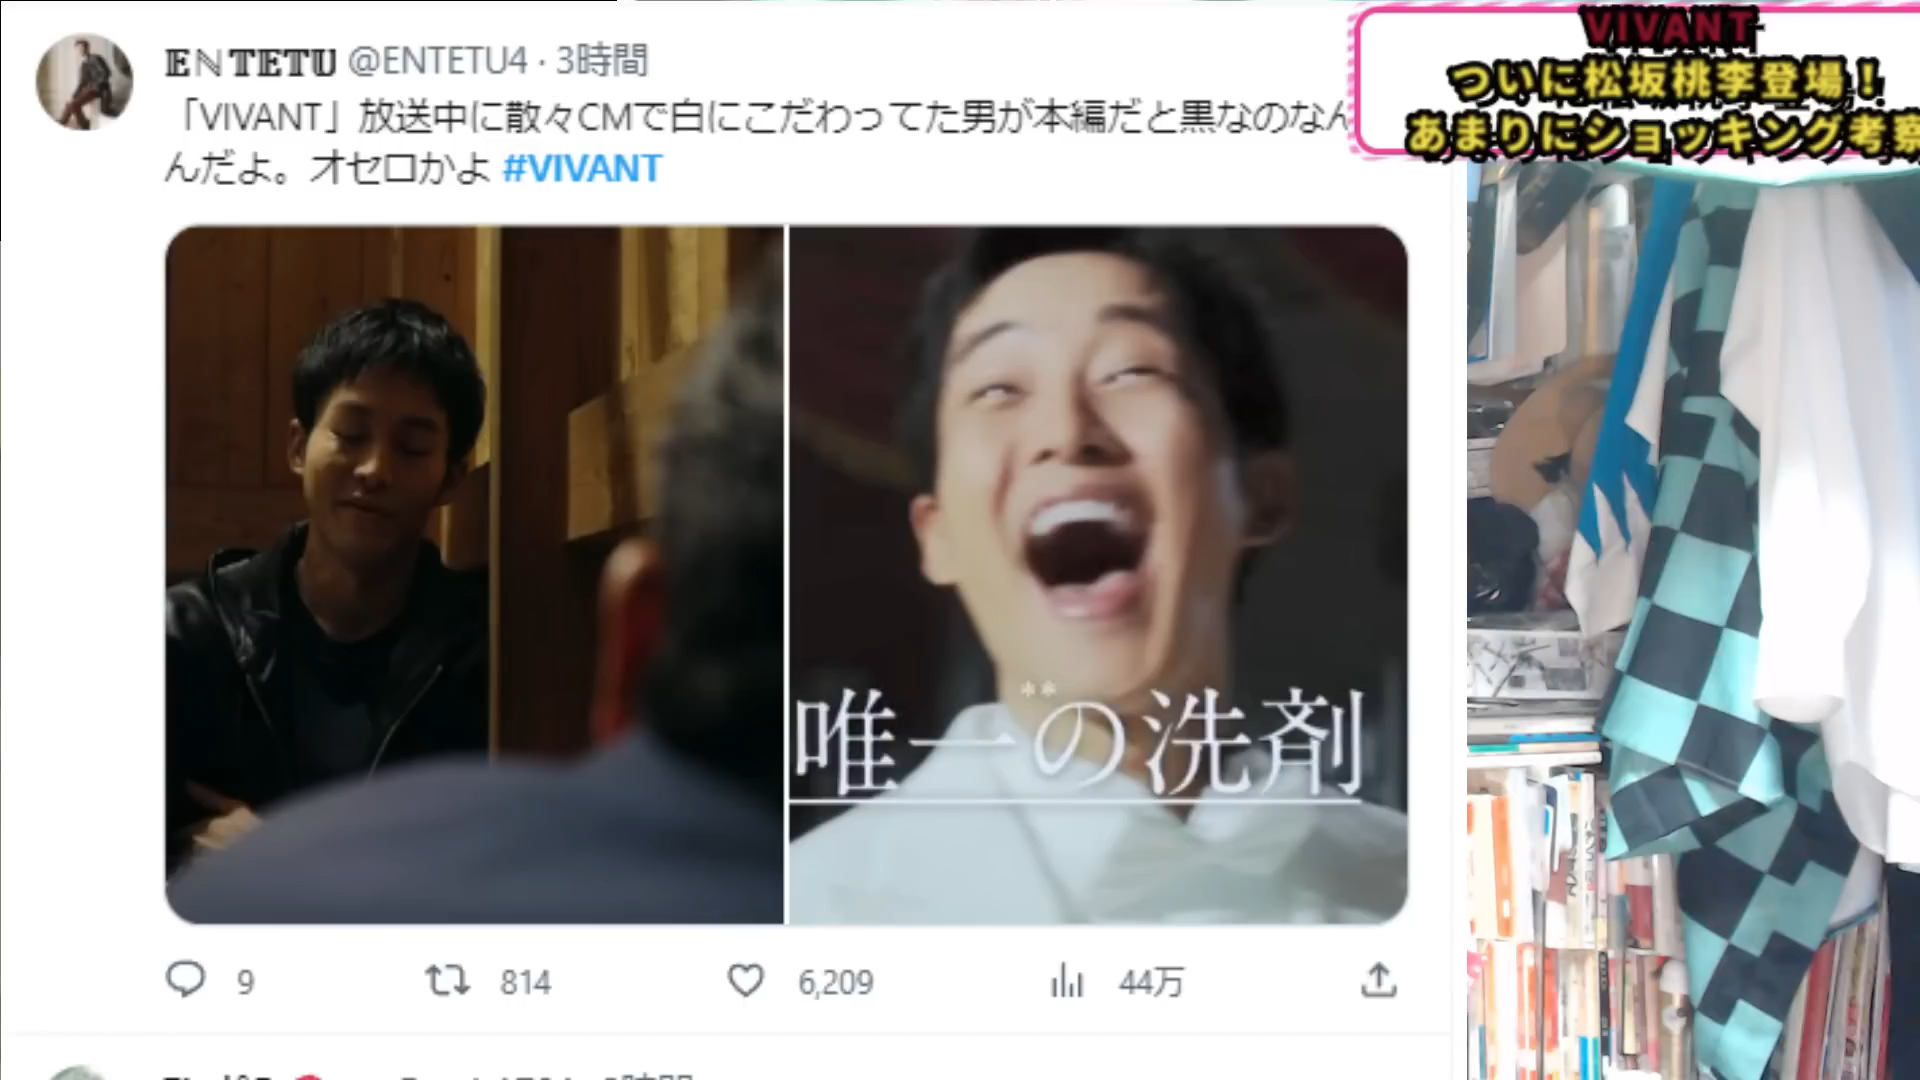 ENTETU @ENTETU4 · 3時間
「VIVANT」放送中に散々CMで白にこだわってた男が本編だと黒なのなん
んだよ。オセロかよ #VIVANT
VIVANT
ついに松坂桃李登場！
あまりにショッキング考察
唯一の洗剤
**
9
814
6,209
44万